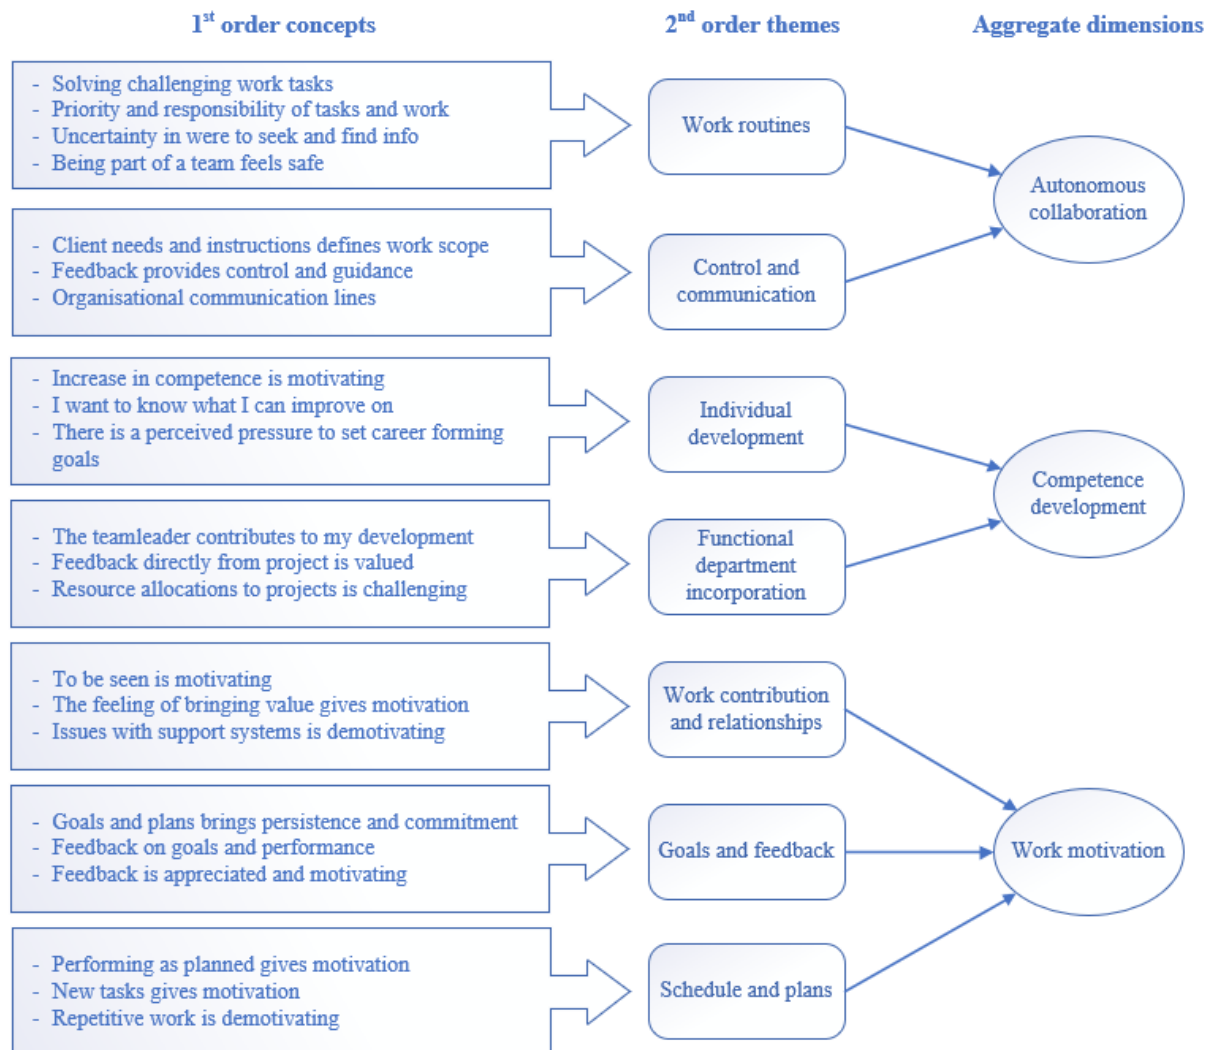 1st order concepts
2nd order themes
Aggregate dimensions
- Solving challenging work tasks
- Priority and responsibility of tasks and work
- Uncertainty in were to seek and find info
- Being part of a team feels safe
Work routines
- Client needs and instructions defines work scope
- Feedback provides control and guidance
- Organisational communication lines
Control and
communication
Autonomous
collaboration
- Increase in competence is motivating
- I want to know what I can improve on
- There is a perceived pressure to set career forming
goals
Individual
development
- The teamleader contributes to my development
- Feedback directly from project is valued
- Resource allocations to projects is challenging
Functional
department
incorporation
Competence
development
- To be seen is motivating
- The feeling of bringing value gives motivation
- Issues with support systems is demotivating
Work contribution
and relationships
- Goals and plans brings persistence and commitment
- Feedback on goals and performance
- Feedback is appreciated and motivating
Goals and feedback
Work motivation
- Performing as planned gives motivation
- New tasks gives motivation
- Repetitive work is demotivating
Schedule and plans